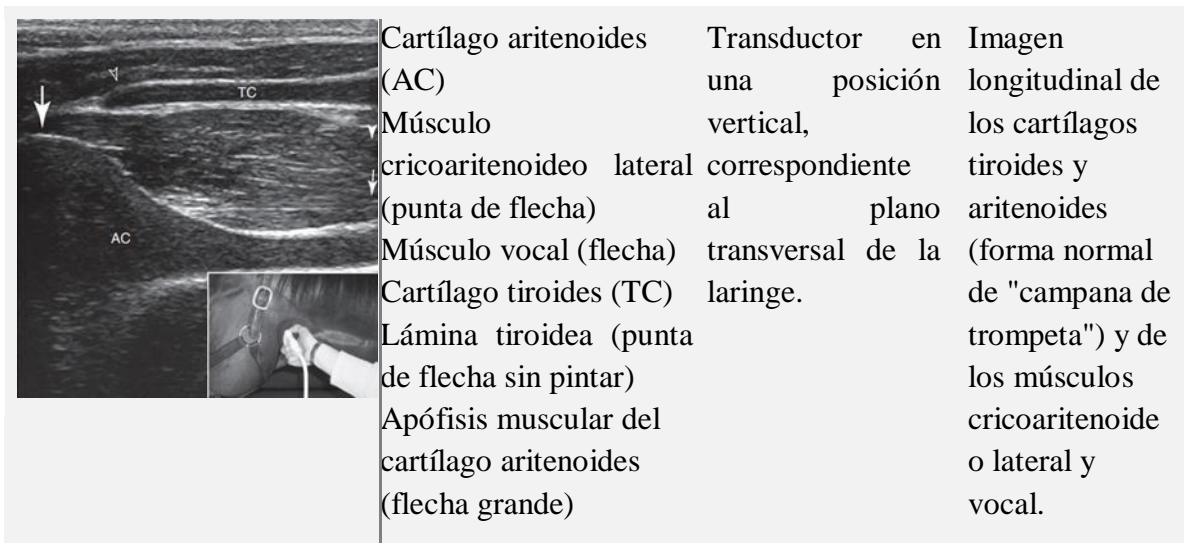 TC
AC
Cartílago aritenoides
(AC)
Músculo
cricoaritenoideo lateral
(punta de flecha)
Músculo vocal (flecha)
Cartílago tiroides (TC)
Lámina tiroidea (punta
de flecha sin pintar)
Apófisis muscular del
cartílago aritenoides
(flecha grande)
Transductor en
una posición
vertical,
correspondiente
al plano
transversal de la
laringe.
Imagen
longitudinal de
los cartílagos
tiroides y
aritenoides
(forma normal
de "campana de
trompeta") y de
los músculos
cricoaritenoide
o lateral y
vocal.